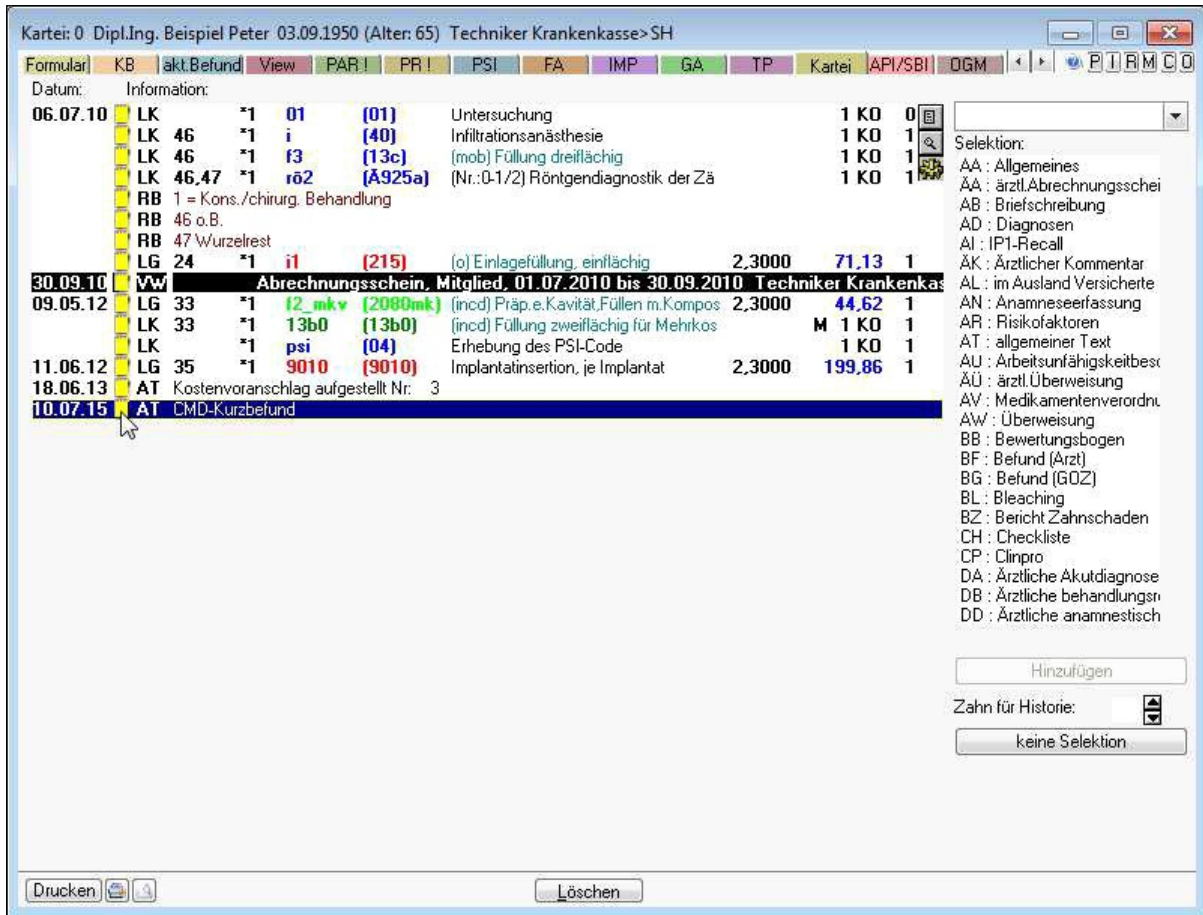 Kartei: 0 Dipl.Ing. Beispiel Peter 03.09.1950 (Alter: 65) Techniker Krankenkasse>SH
Formular KB akt.Befund View PAR! PR! PSI FA IMP GA TP Kartei API/SBI OGM P I R M C O
Datum: Information:
06.07.10 LK *1 01 (01) Untersuchung 1 KO 0
LK 46 *1 i (40) Infiltrationsanästhesie 1 KO 1
LK 46 *1 f3 (13c) (mob) Füllung dreiflächig 1 KO 1
LK 46,47 *1 rö2 (Ä925a) (Nr.:0-1/2) Röntgendiagnostik der Zä 1 KO 1
RB 1 = Kons./chirurg. Behandlung
RB 46 o.B.
RB 47 Wurzelrest
LG 24 *1 i1 (215) (o) Einlagefüllung, einflächig 2,3000 71,13 1
30.09.10 VW Abrechnungsschein, Mitglied, 01.07.2010 bis 30.09.2010 Techniker Krankenkas
09.05.12 LG 33 *1 f2_mkv (2080mk) (incd) Präp.e.Kavität,Füllen m.Kompos 2,3000 44,62 1
LK 33 *1 13b0 (13b0) (incd) Füllung zweiflächig für Mehrkos M 1 KO 1
LK *1 psi (04) Erhebung des PSI-Code 1 KO 1
11.06.12 LG 35 *1 9010 (9010) Implantatinsertion, je Implantat 2,3000 199,86 1
18.06.13 AT Kostenvoranschlag aufgestellt Nr: 3
10.07.15 AT CMD-Kurzbefund
Selektion:
AA : Allgemeines
ÄA : ärztl.Abrechnungsschei
AB : Briefschreibung
AD : Diagnosen
AI : IP1-Recall
ÄK : Ärztlicher Kommentar
AL : im Ausland Versicherte
AN : Anamneseerfassung
AR : Risikofaktoren
AT : allgemeiner Text
AU : Arbeitsunfähigskeitbesc
ÄÜ : ärztl.Überweisung
AV : Medikamentenverordnu
AW : Überweisung
BB : Bewertungsbogen
BF : Befund (Arzt)
BG : Befund (GOZ)
BL : Bleaching
BZ : Bericht Zahnschaden
CH : Checkliste
CP : Clinpro
DA : Ärztliche Akutdiagnose
DB : Ärztliche behandlungsr
DD : Ärztliche anamnestisch
Hinzufügen
Zahn für Historie:
keine Selektion
Drucken
Löschen